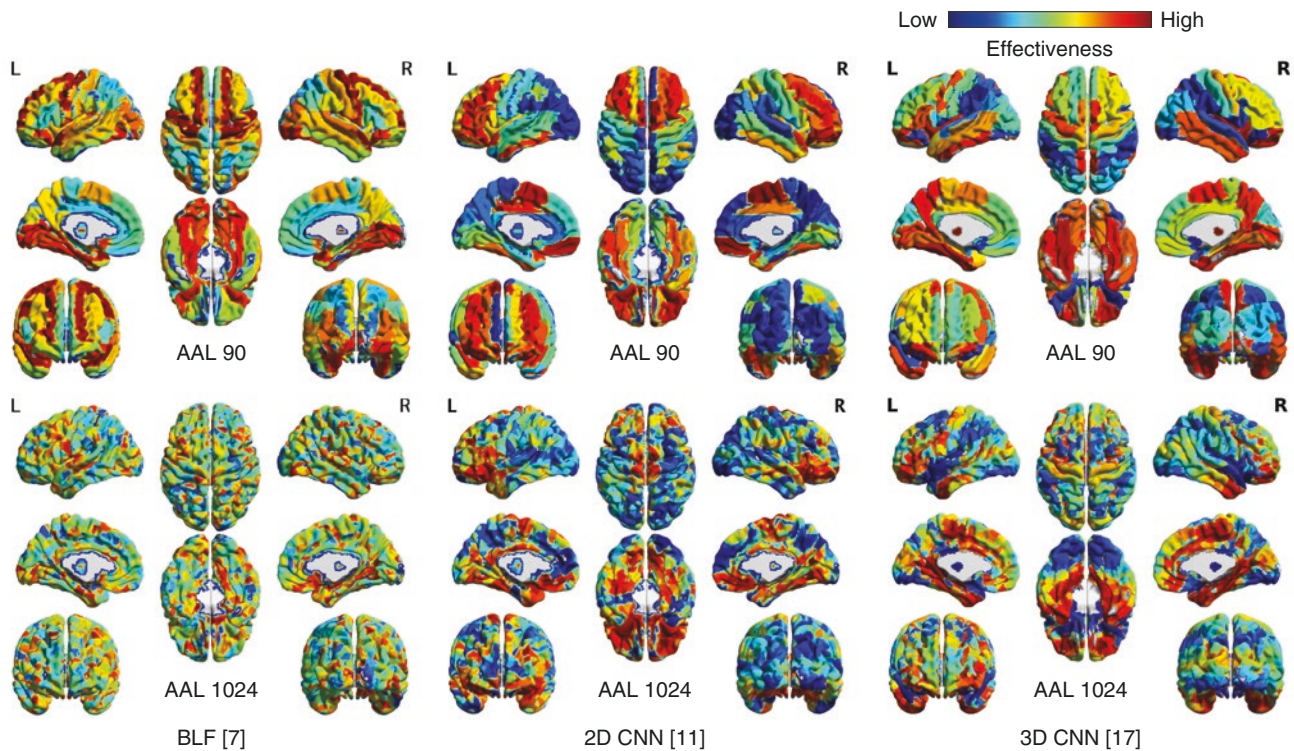 Low High
Effectiveness
L R L R L R
AAL 90 AAL 90 AAL 90
L R L R L R
AAL 1024 AAL 1024 AAL 1024
BLF [7] 2D CNN [11] 3D CNN [17]